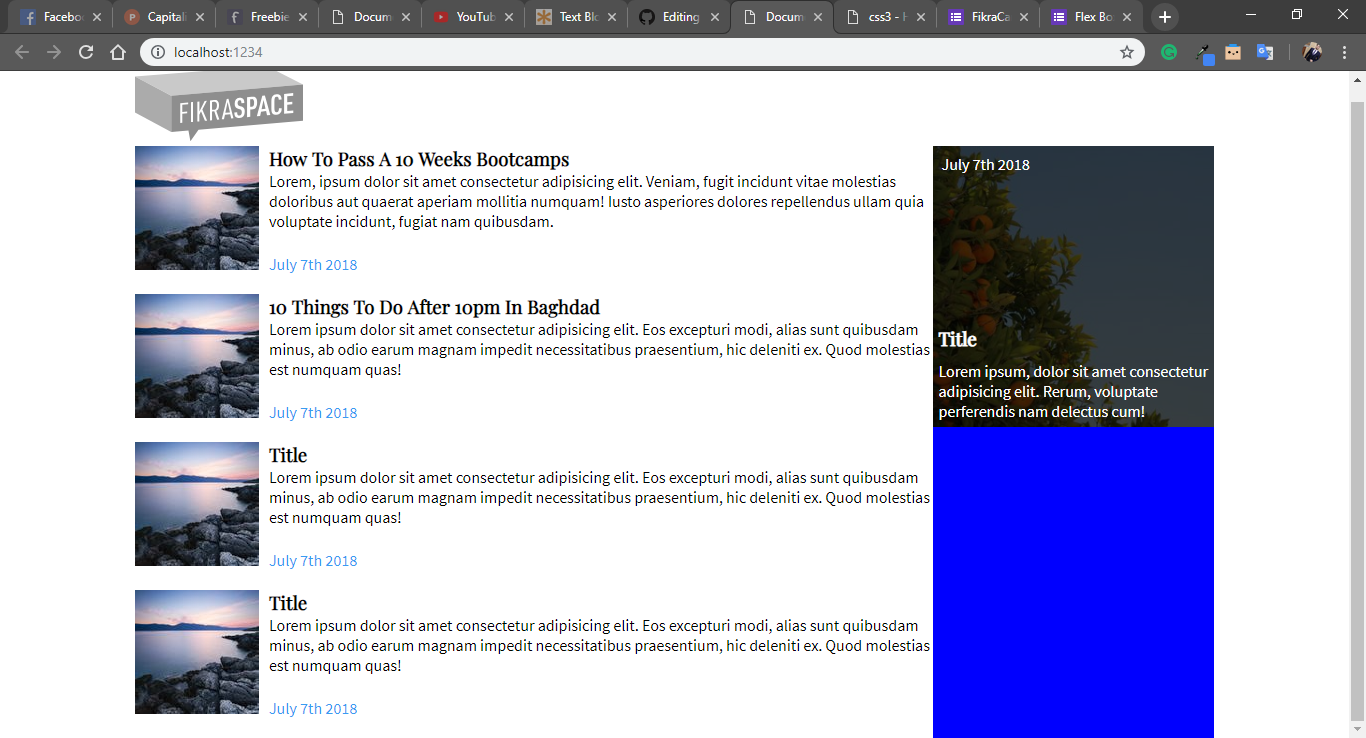 Facebo
Capitali
Freebie
Docum
YouTub
Text Blo
Editing
Docum
css3 - H
FikraCa
Flex Bo
localhost:1234
FIKRASPACE
How To Pass A 10 Weeks Bootcamps
Lorem, ipsum dolor sit amet consectetur adipisicing elit. Veniam, fugit incidunt vitae molestias
doloribus aut quaerat aperiam mollitia numquam! Iusto asperiores dolores repellendus ullam quia
voluptate incidunt, fugiat nam quibusdam.
July 7th 2018
10 Things To Do After 10pm In Baghdad
Lorem ipsum dolor sit amet consectetur adipisicing elit. Eos excepturi modi, alias sunt quibusdam
minus, ab odio earum magnam impedit necessitatibus praesentium, hic deleniti ex. Quod molestias
est numquam quas!
July 7th 2018
Title
Lorem ipsum dolor sit amet consectetur adipisicing elit. Eos excepturi modi, alias sunt quibusdam
minus, ab odio earum magnam impedit necessitatibus praesentium, hic deleniti ex. Quod molestias
est numquam quas!
July 7th 2018
Title
Lorem ipsum dolor sit amet consectetur adipisicing elit. Eos excepturi modi, alias sunt quibusdam
minus, ab odio earum magnam impedit necessitatibus praesentium, hic deleniti ex. Quod molestias
est numquam quas!
July 7th 2018
July 7th 2018
Title
Lorem ipsum, dolor sit amet consectetur
adipisicing elit. Rerum, voluptate
perferendis nam delectus cum!